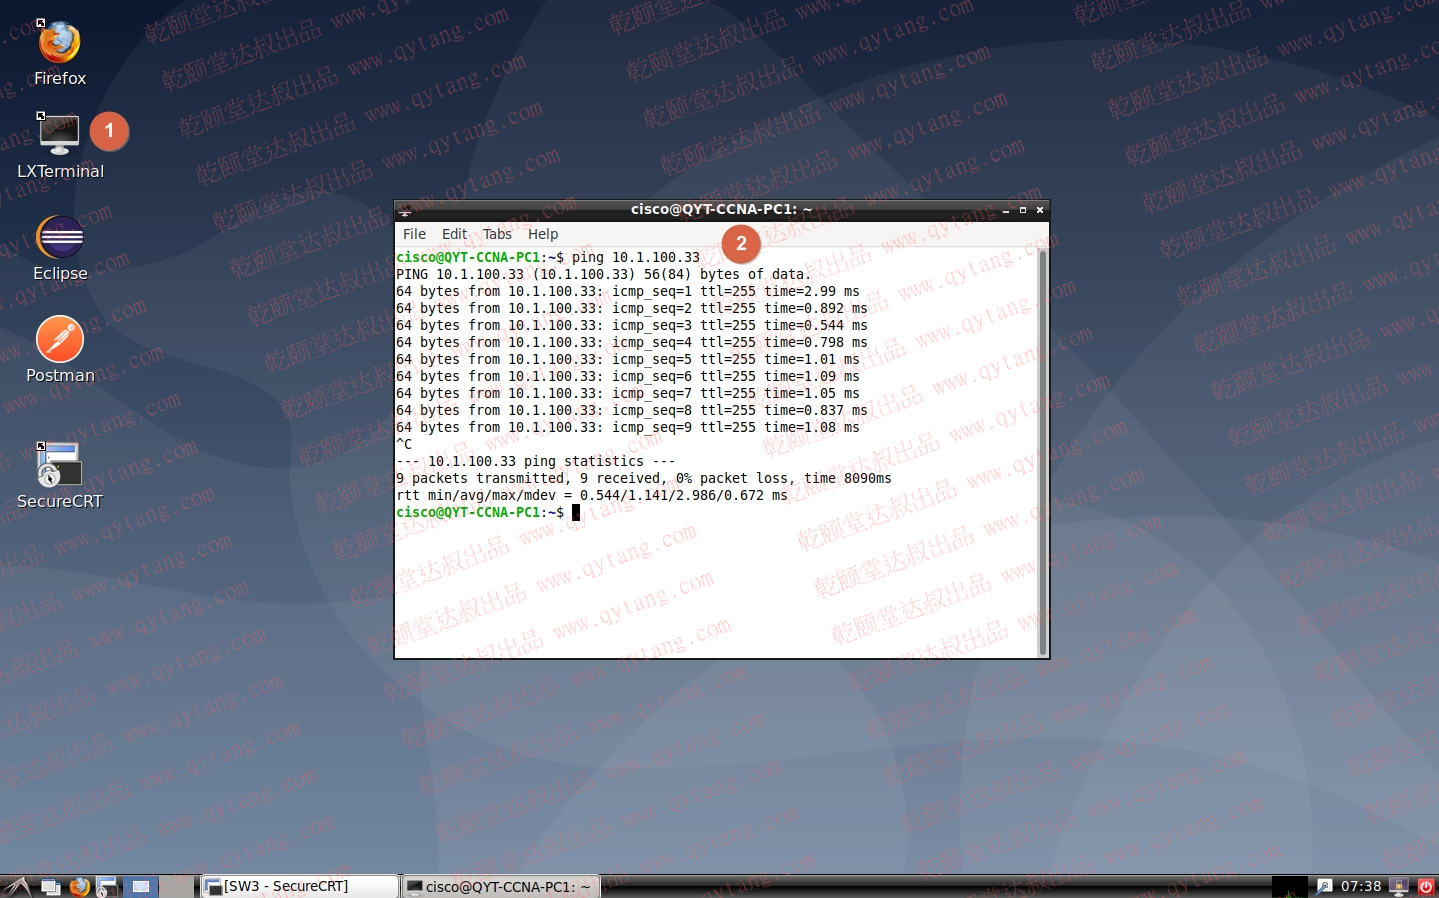 Firefox
LXTerminal
1
Eclipse
Postman
SecureCRT
cisco@QYT-CCNA-PC1: ~
File Edit Tabs Help
2
cisco@QYT-CCNA-PC1:~$ ping 10.1.100.33
PING 10.1.100.33 (10.1.100.33) 56(84) bytes of data.
64 bytes from 10.1.100.33: icmp_seq=1 ttl=255 time=2.99 ms
64 bytes from 10.1.100.33: icmp_seq=2 ttl=255 time=0.892 ms
64 bytes from 10.1.100.33: icmp_seq=3 ttl=255 time=0.544 ms
64 bytes from 10.1.100.33: icmp_seq=4 ttl=255 time=0.798 ms
64 bytes from 10.1.100.33: icmp_seq=5 ttl=255 time=1.01 ms
64 bytes from 10.1.100.33: icmp_seq=6 ttl=255 time=1.09 ms
64 bytes from 10.1.100.33: icmp_seq=7 ttl=255 time=1.05 ms
64 bytes from 10.1.100.33: icmp_seq=8 ttl=255 time=0.837 ms
64 bytes from 10.1.100.33: icmp_seq=9 ttl=255 time=1.08 ms
^C
--- 10.1.100.33 ping statistics ---
9 packets transmitted, 9 received, 0% packet loss, time 8090ms
rtt min/avg/max/mdev = 0.544/1.141/2.986/0.672 ms
cisco@QYT-CCNA-PC1:~$
[SW3 - SecureCRT]
cisco@QYT-CCNA-PC1: ~
07:38
乾颐堂达叔出品 www.qytang.com